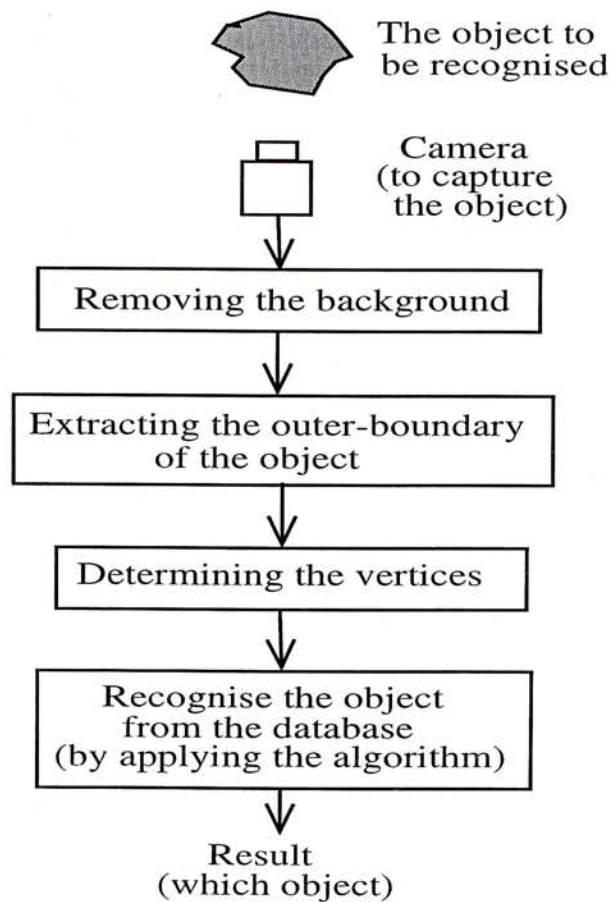 The object to
be recognised
Camera
(to capture
the object)
Removing the background
Extracting the outer-boundary
of the object
Determining the vertices
Recognise the object
from the database
(by applying the algorithm)
Result
(which object)